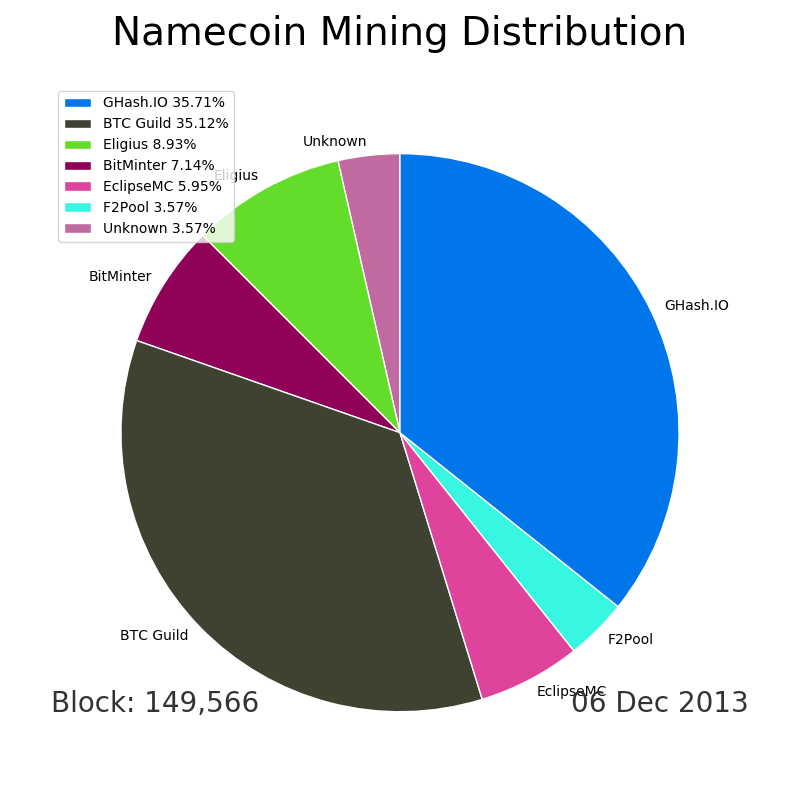 Namecoin Mining Distribution
GHash.IO 35.71%
BTC Guild 35.12%
Eligius 8.93%
BitMinter 7.14%
EclipseMC 5.95%
F2Pool 3.57%
Unknown 3.57%
Unknown
Eligius
BitMinter
GHash.IO
BTC Guild
F2Pool
EclipseMC
Block: 149,566
06 Dec 2013